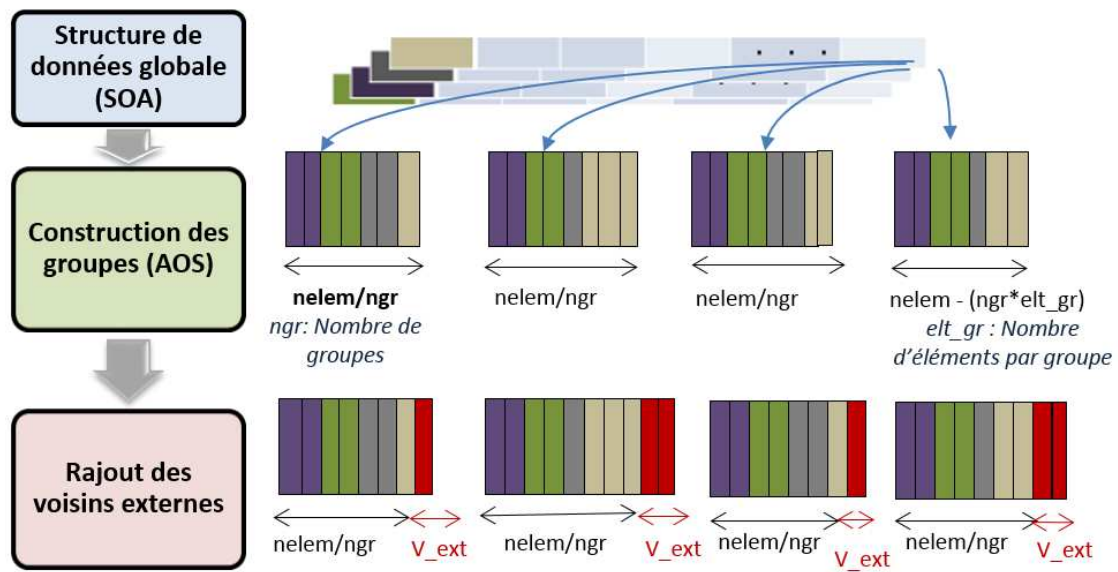 Structure de
données globale
(SOA)
. . .
. . .
Construction des
groupes (AOS)
nelem/ngr
ngr: Nombre de
groupes
nelem/ngr
nelem/ngr
nelem - (ngr*elt_gr)
elt_gr : Nombre
d'éléments par groupe
Rajout des
voisins externes
nelem/ngr
V_ext
nelem/ngr
V_ext
nelem/ngr
V_ext
nelem/ngr
V_ext